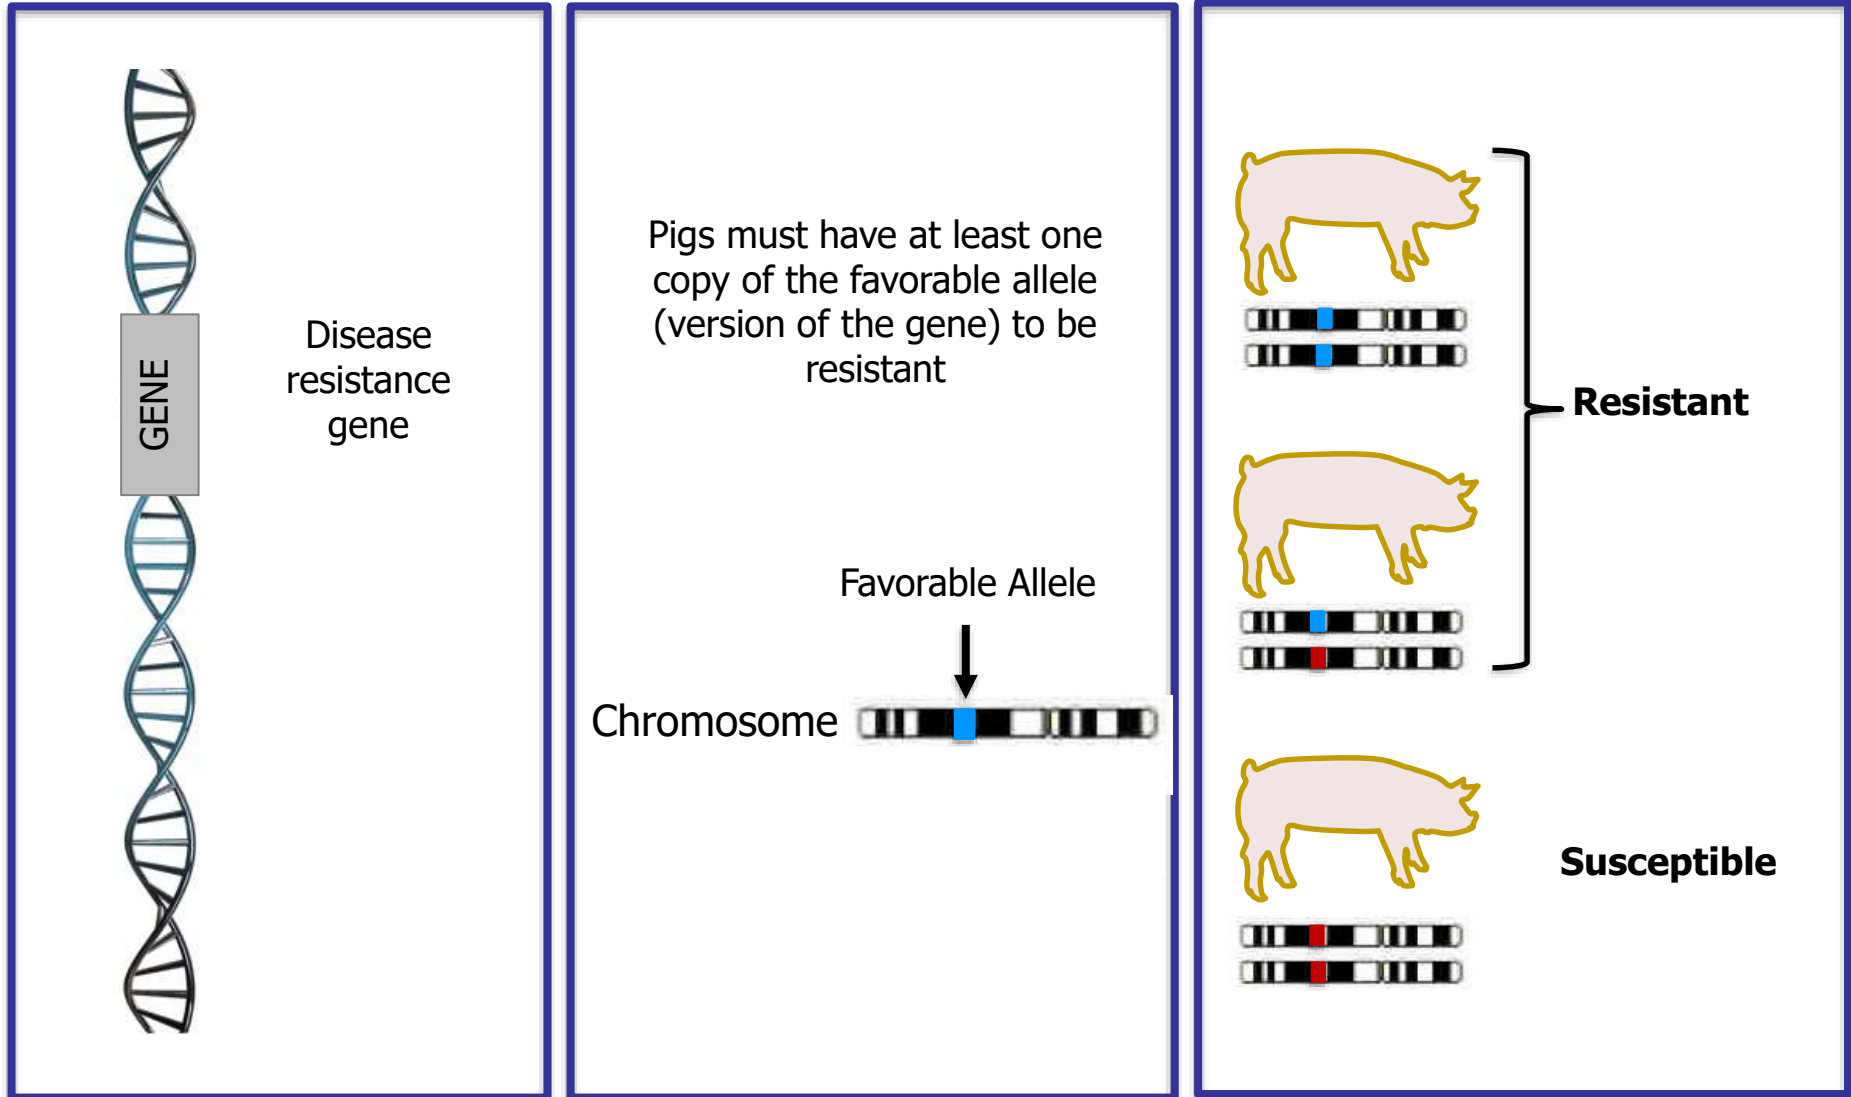 GENE
Disease
resistance
gene
Pigs must have at least one
copy of the favorable allele
(version of the gene) to be
resistant
Favorable Allele
Chromosome
Resistant
Susceptible